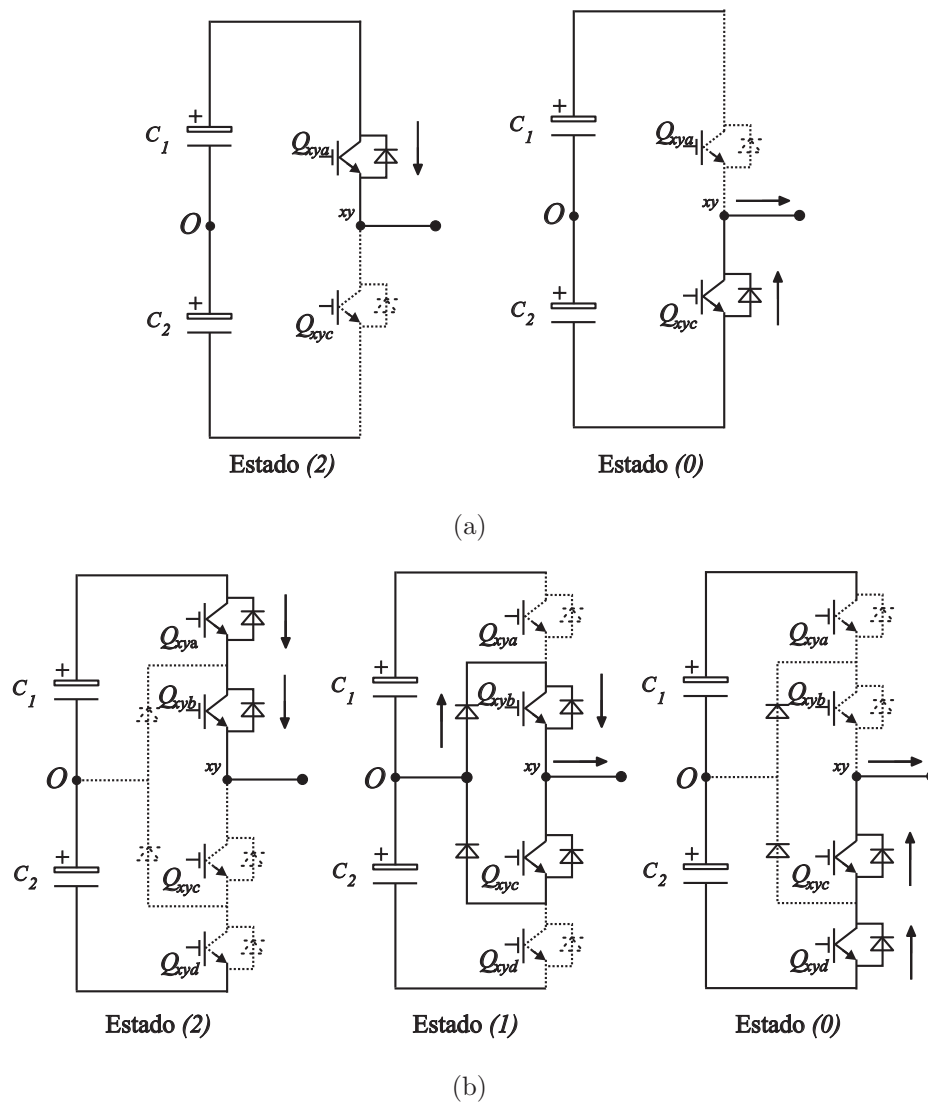 +
C1
Qxya
xy
O
+
C2
Qxyc
Estado (2)
+
C1
Qxya
xy
O
+
C2
Qxyc
Estado (0)
(a)
Qxya
+
C1
Qxyb
O
xy
+
C2
Qxyc
Qxyd
Estado (2)
Qxya
+
C1
Qxyb
O
xy
+
C2
Qxyc
Qxyd
Estado (1)
Qxya
+
C1
Qxyb
O
xy
+
C2
Qxyc
Qxyd
Estado (0)
(b)